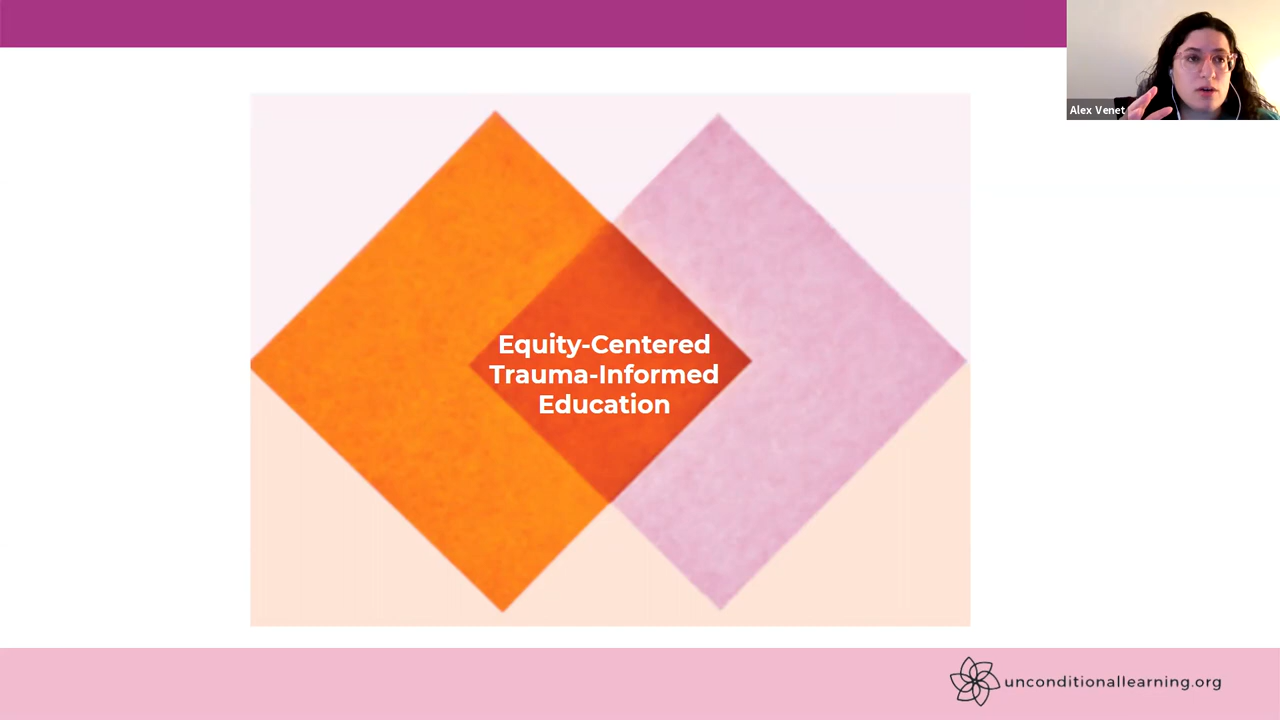 Alex Venet
Equity-Centered
Trauma-Informed
Education
unconditionallearning.org